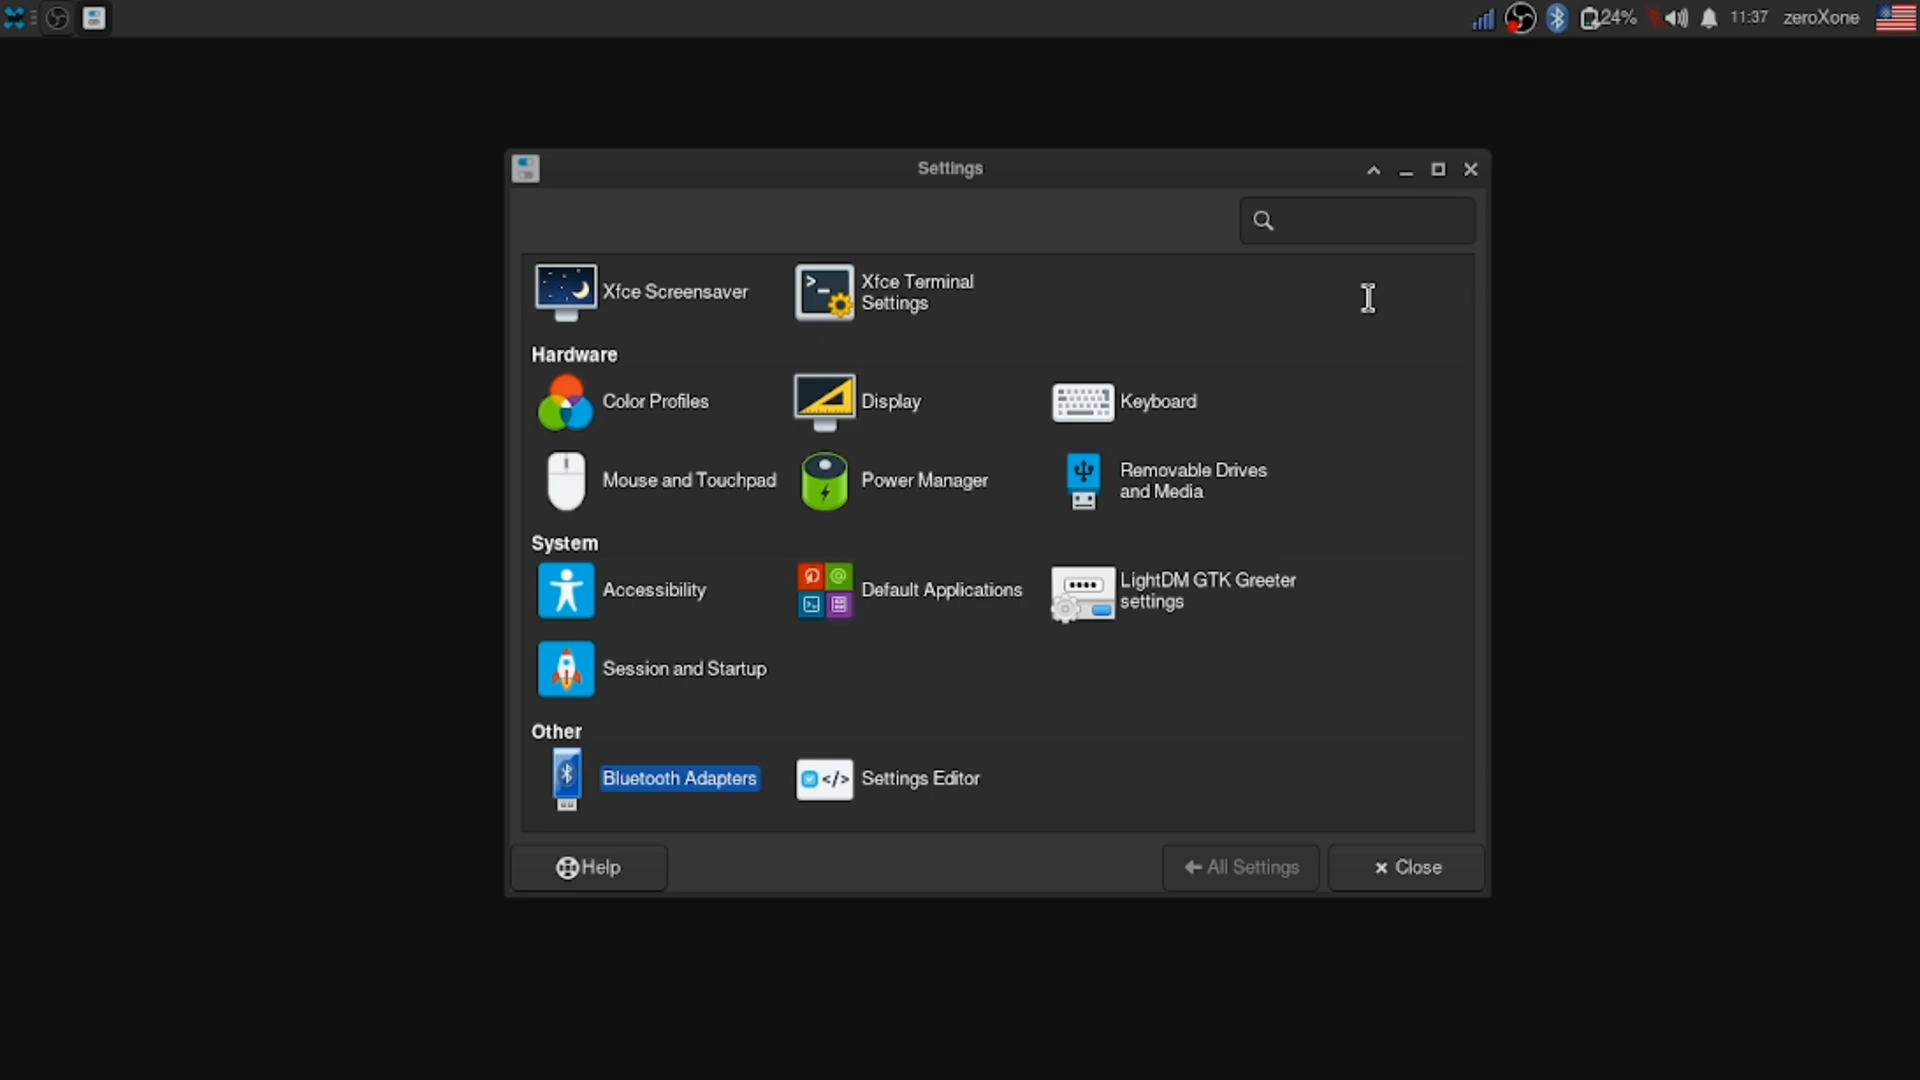 24%
11:37
zeroXone
Settings
Xfce Screensaver
Xfce Terminal
Settings
Hardware
Color Profiles
Display
Keyboard
Mouse and Touchpad
Power Manager
Removable Drives
and Media
System
Accessibility
Default Applications
LightDM GTK Greeter
settings
Session and Startup
Other
Bluetooth Adapters
Settings Editor
Help
All Settings
Close